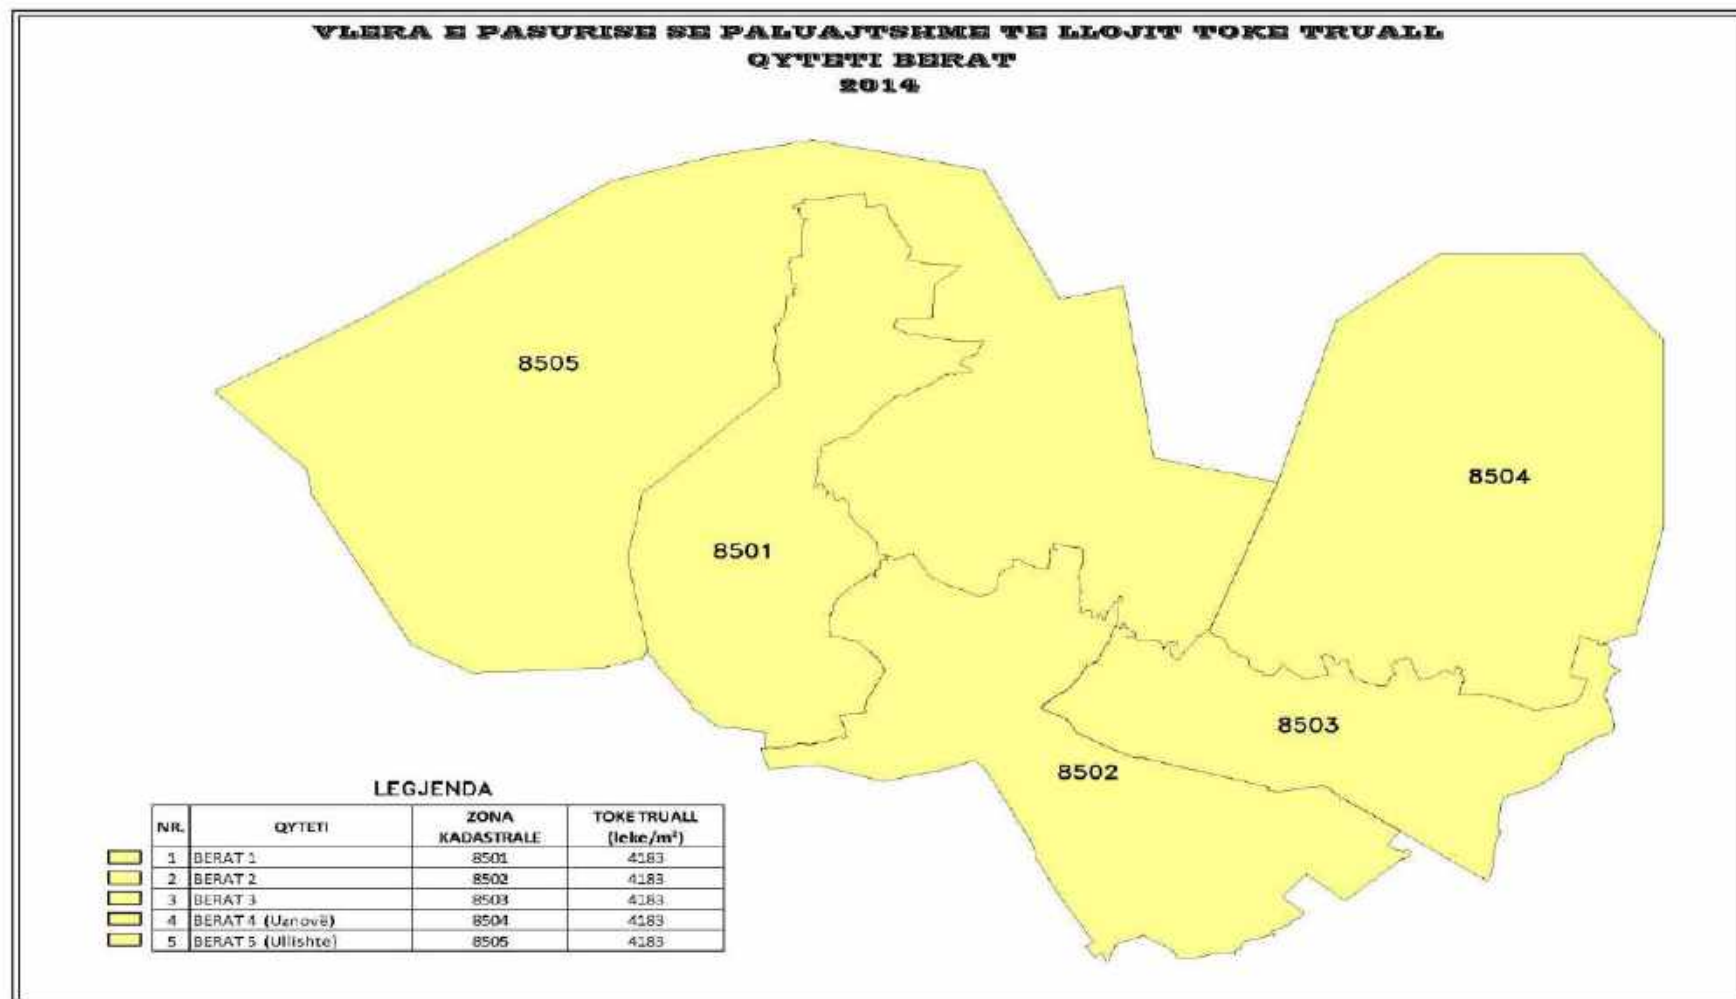 VLERA E PASURISE SE PALUAJTSHME TE LLOJIT TOKE TRUALL
QYTETI BERAT
2014
8505
8504
8501
8503
8502
LEGJENDA
NR. QYTETI ZONA KADASTRALE TOKE TRUALL (leke/m²)
1 BERAT 1 8501 4183
2 BERAT 2 8502 4183
3 BERAT 3 8503 4183
4 BERAT 4 (Uznovë) 8504 4183
5 BERAT 5 (Ullishte) 8505 4183